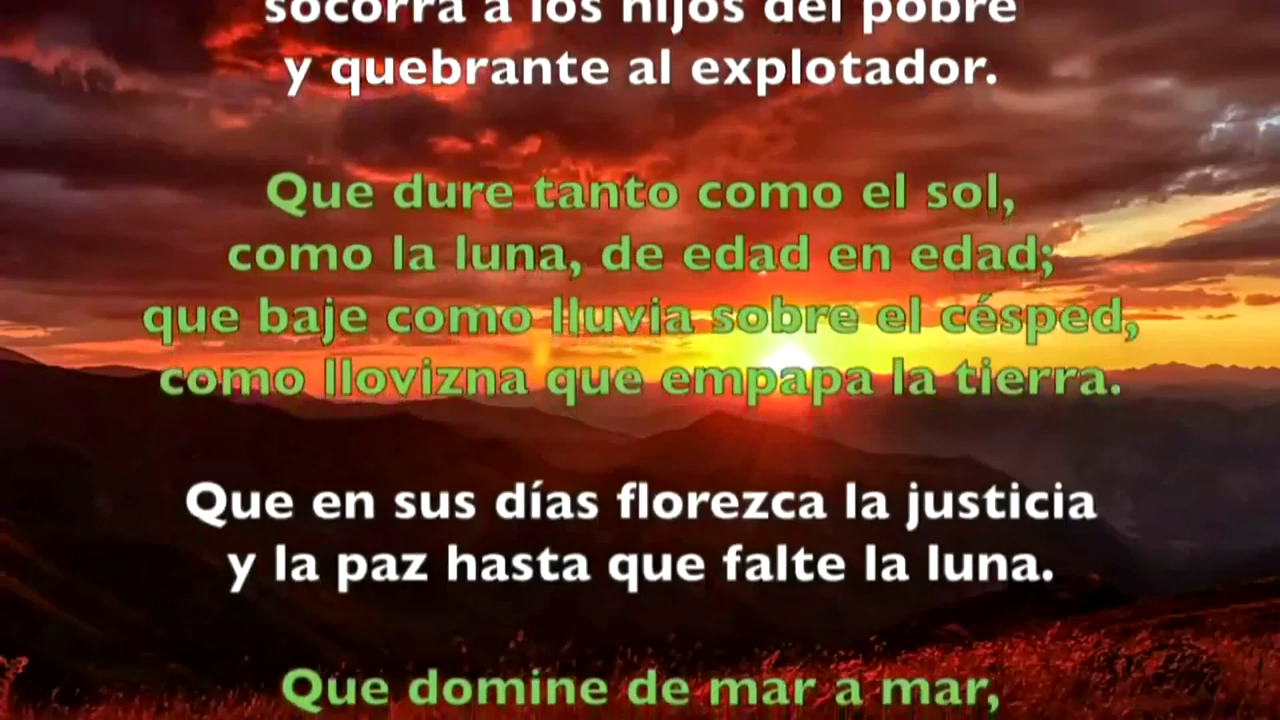 socorra a los hijos del pobre
y quebrante al explotador.
Que dure tanto como el sol,
como la luna, de edad en edad;
que baje como lluvia sobre el césped,
como llovizna que empapa la tierra.
Que en sus días florezca la justicia
y la paz hasta que falte la luna.
Que domine de mar a mar,